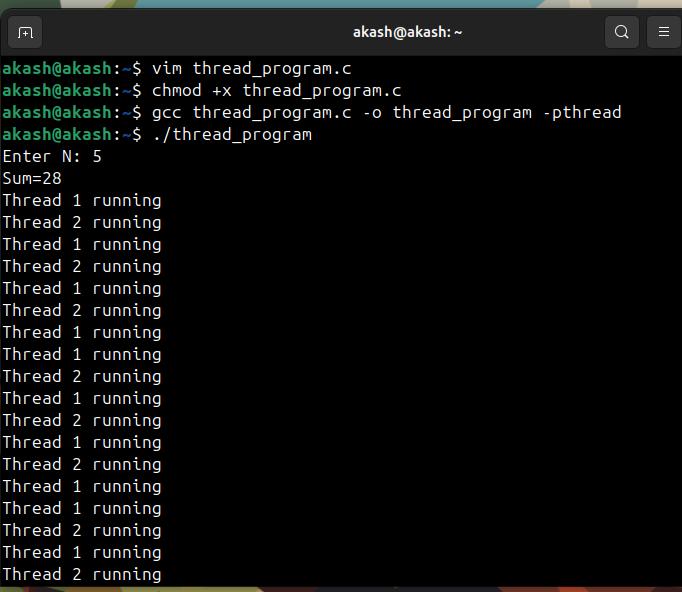 akash@akash: ~
akash@akash:~$ vim thread_program.c
akash@akash:~$ chmod +x thread_program.c
akash@akash:~$ gcc thread_program.c -o thread_program -pthread
akash@akash:~$ ./thread_program
Enter N: 5
Sum=28
Thread 1 running
Thread 2 running
Thread 1 running
Thread 2 running
Thread 1 running
Thread 2 running
Thread 1 running
Thread 1 running
Thread 2 running
Thread 1 running
Thread 2 running
Thread 1 running
Thread 2 running
Thread 1 running
Thread 1 running
Thread 2 running
Thread 1 running
Thread 2 running